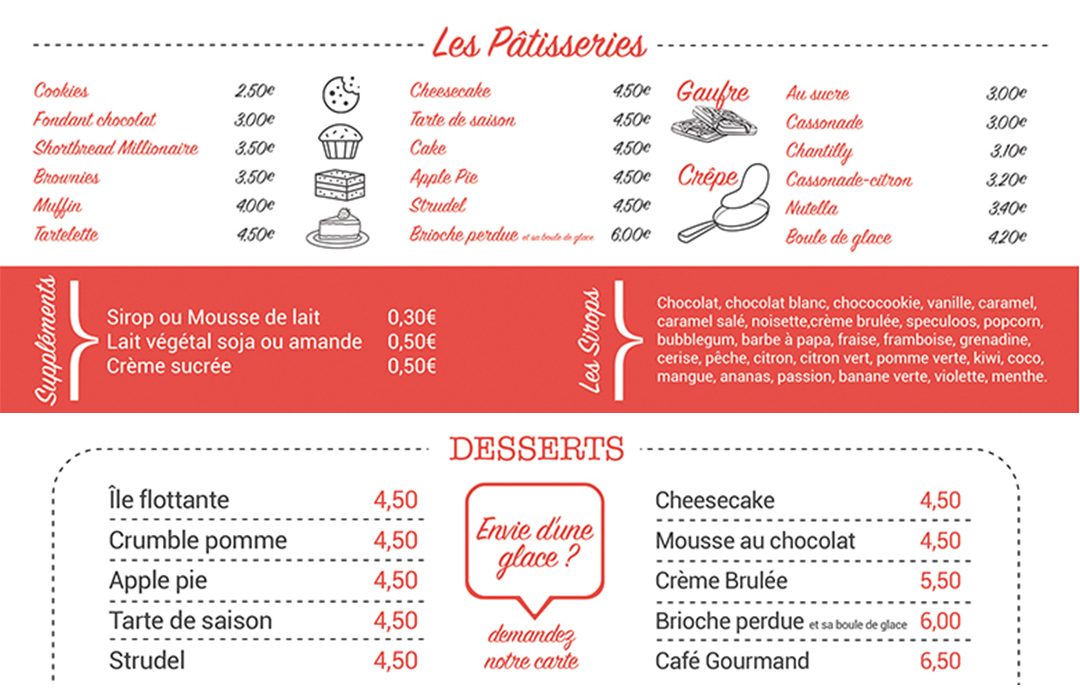 Les Pâtisseries
Cookies 2.50€
Fondant chocolat 3.00€
Shortbread Millionaire 3.50€
Brownies 3.50€
Muffin 4.00€
Tartelette 4.50€
Cheesecake 4.50€
Tarte de saison 4.50€
Cake 4.50€
Apple Pie 4.50€
Strudel 4.50€
Brioche perdue et sa boule de glace 6.00€
Gaufre
Crêpe
Au sucre 3.00€
Cassonade 3.00€
Chantilly 3.10€
Cassonade-citron 3.20€
Nutella 3.40€
Boule de glace 4.20€
Suppléments
Sirop ou Mousse de lait 0,30€
Lait végétal soja ou amande 0,50€
Crème sucrée 0,50€
Les Sirops
Chocolat, chocolat blanc, chococookie, vanille, caramel,
caramel salé, noisette,crème brulée, speculoos, popcorn,
bubblegum, barbe à papa, fraise, framboise, grenadine,
cerise, pêche, citron, citron vert, pomme verte, kiwi, coco,
mangue, ananas, passion, banane verte, violette, menthe.
DESSERTS
Île flottante 4,50
Crumble pomme 4,50
Apple pie 4,50
Tarte de saison 4,50
Strudel 4,50
Envie d'une
glace ?
demandez
notre carte
Cheesecake 4,50
Mousse au chocolat 4,50
Crème Brulée 5,50
Brioche perdue et sa boule de glace 6,00
Café Gourmand 6,50